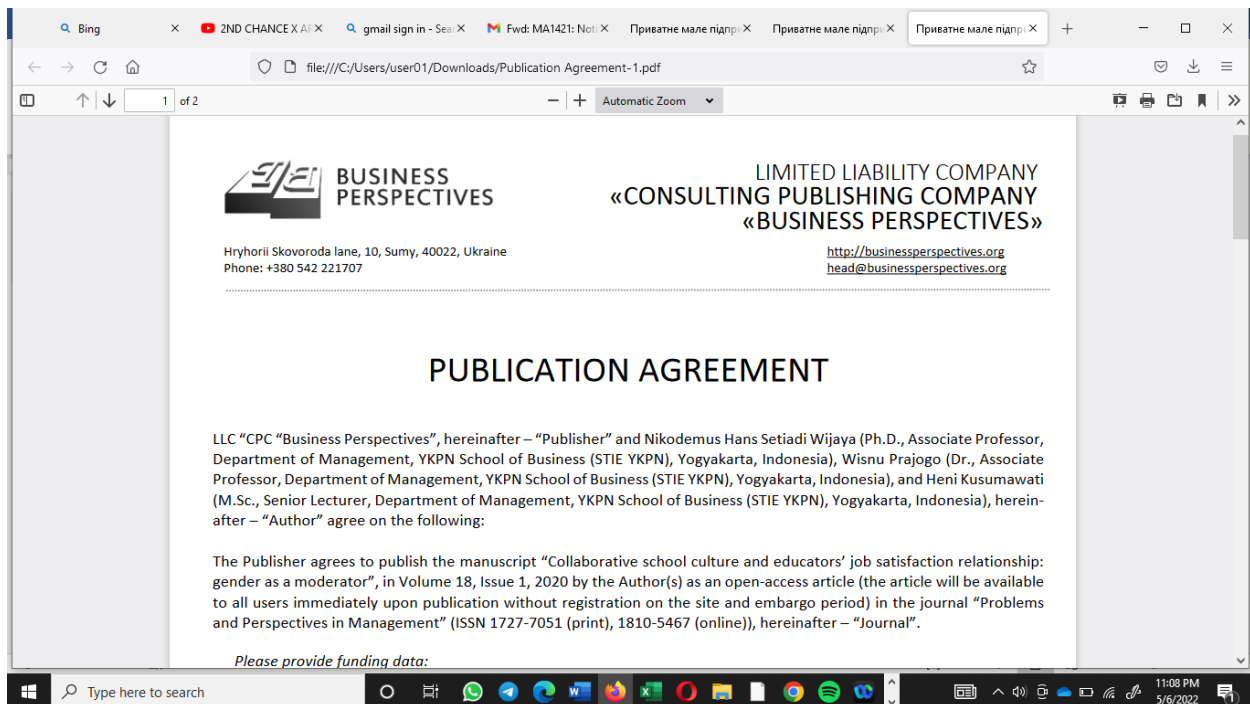 Bing
2ND CHANCE X AF
gmail sign in - Sear
Fwd: MA1421: Noti
Приватне мале підпри
Приватне мале підпри
Приватне мале підпри
file:///C:/Users/user01/Downloads/Publication Agreement-1.pdf
1 of 2
Automatic Zoom
BUSINESS
PERSPECTIVES
LIMITED LIABILITY COMPANY
«CONSULTING PUBLISHING COMPANY
«BUSINESS PERSPECTIVES»
Hryhorii Skovoroda lane, 10, Sumy, 40022, Ukraine
Phone: +380 542 221707
http://businessperspectives.org
head@businessperspectives.org
PUBLICATION AGREEMENT
LLC “CPC “Business Perspectives”, hereinafter – “Publisher” and Nikodemus Hans Setiadi Wijaya (Ph.D., Associate Professor,
Department of Management, YKPN School of Business (STIE YKPN), Yogyakarta, Indonesia), Wisnu Prajogo (Dr., Associate
Professor, Department of Management, YKPN School of Business (STIE YKPN), Yogyakarta, Indonesia), and Heni Kusumawati
(M.Sc., Senior Lecturer, Department of Management, YKPN School of Business (STIE YKPN), Yogyakarta, Indonesia), herein-
after – “Author” agree on the following:
The Publisher agrees to publish the manuscript “Collaborative school culture and educators’ job satisfaction relationship:
gender as a moderator”, in Volume 18, Issue 1, 2020 by the Author(s) as an open-access article (the article will be available
to all users immediately upon publication without registration on the site and embargo period) in the journal “Problems
and Perspectives in Management” (ISSN 1727-7051 (print), 1810-5467 (online)), hereinafter – “Journal”.
Please provide funding data:
Type here to search
11:08 PM
5/6/2022